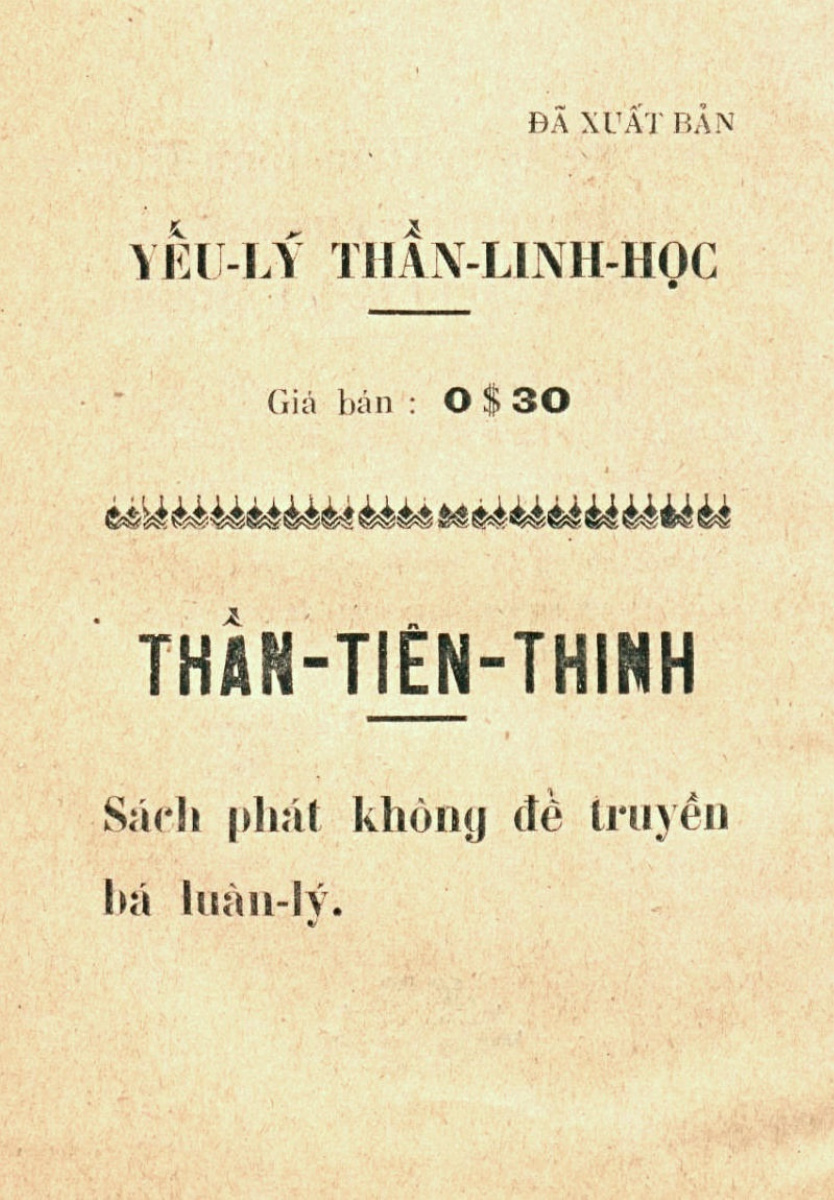 ĐÃ XUẤT BẢN
YẾU-LÝ THẦN-LINH-HỌC
Giá bán : 0 $ 30
THẦN-TIÊN-THINH
Sách phát không để truyền
bá luân-lý.